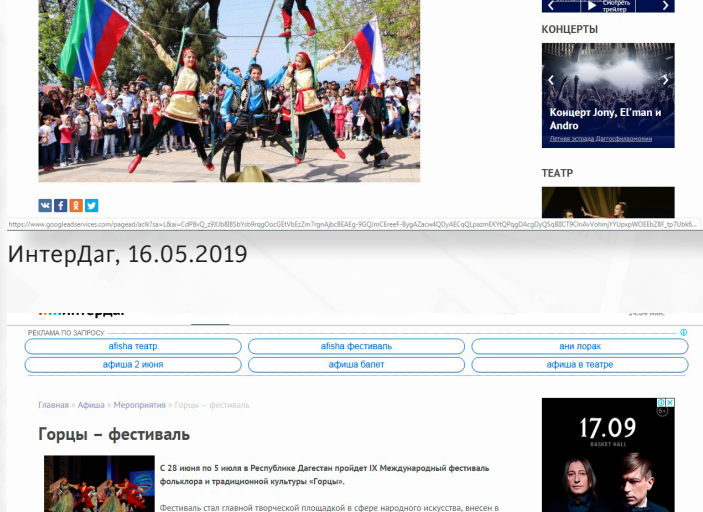 Смотреть
трейлер
КОНЦЕРТЫ
Концерт Jony, El'man и
Andro
Летняя эстрада Даггосфилармонии
ТЕАТР
ИнтерДаг, 16.05.2019
РЕКЛАМА ПО ЗАПРОСУ
afisha театр
afisha фестиваль
ани лорак
афиша 2 июня
афиша балет
афиша в театре
Главная » Афиша » Мероприятия » Горцы – фестиваль
Горцы – фестиваль
С 28 июня по 5 июля в Республике Дагестан пройдет IX Международный фестиваль
фольклора и традиционной культуры «Горцы».
Фестиваль стал главной творческой площадкой в сфере народного искусства, внесен в
17.09
BASKET HALL
6+